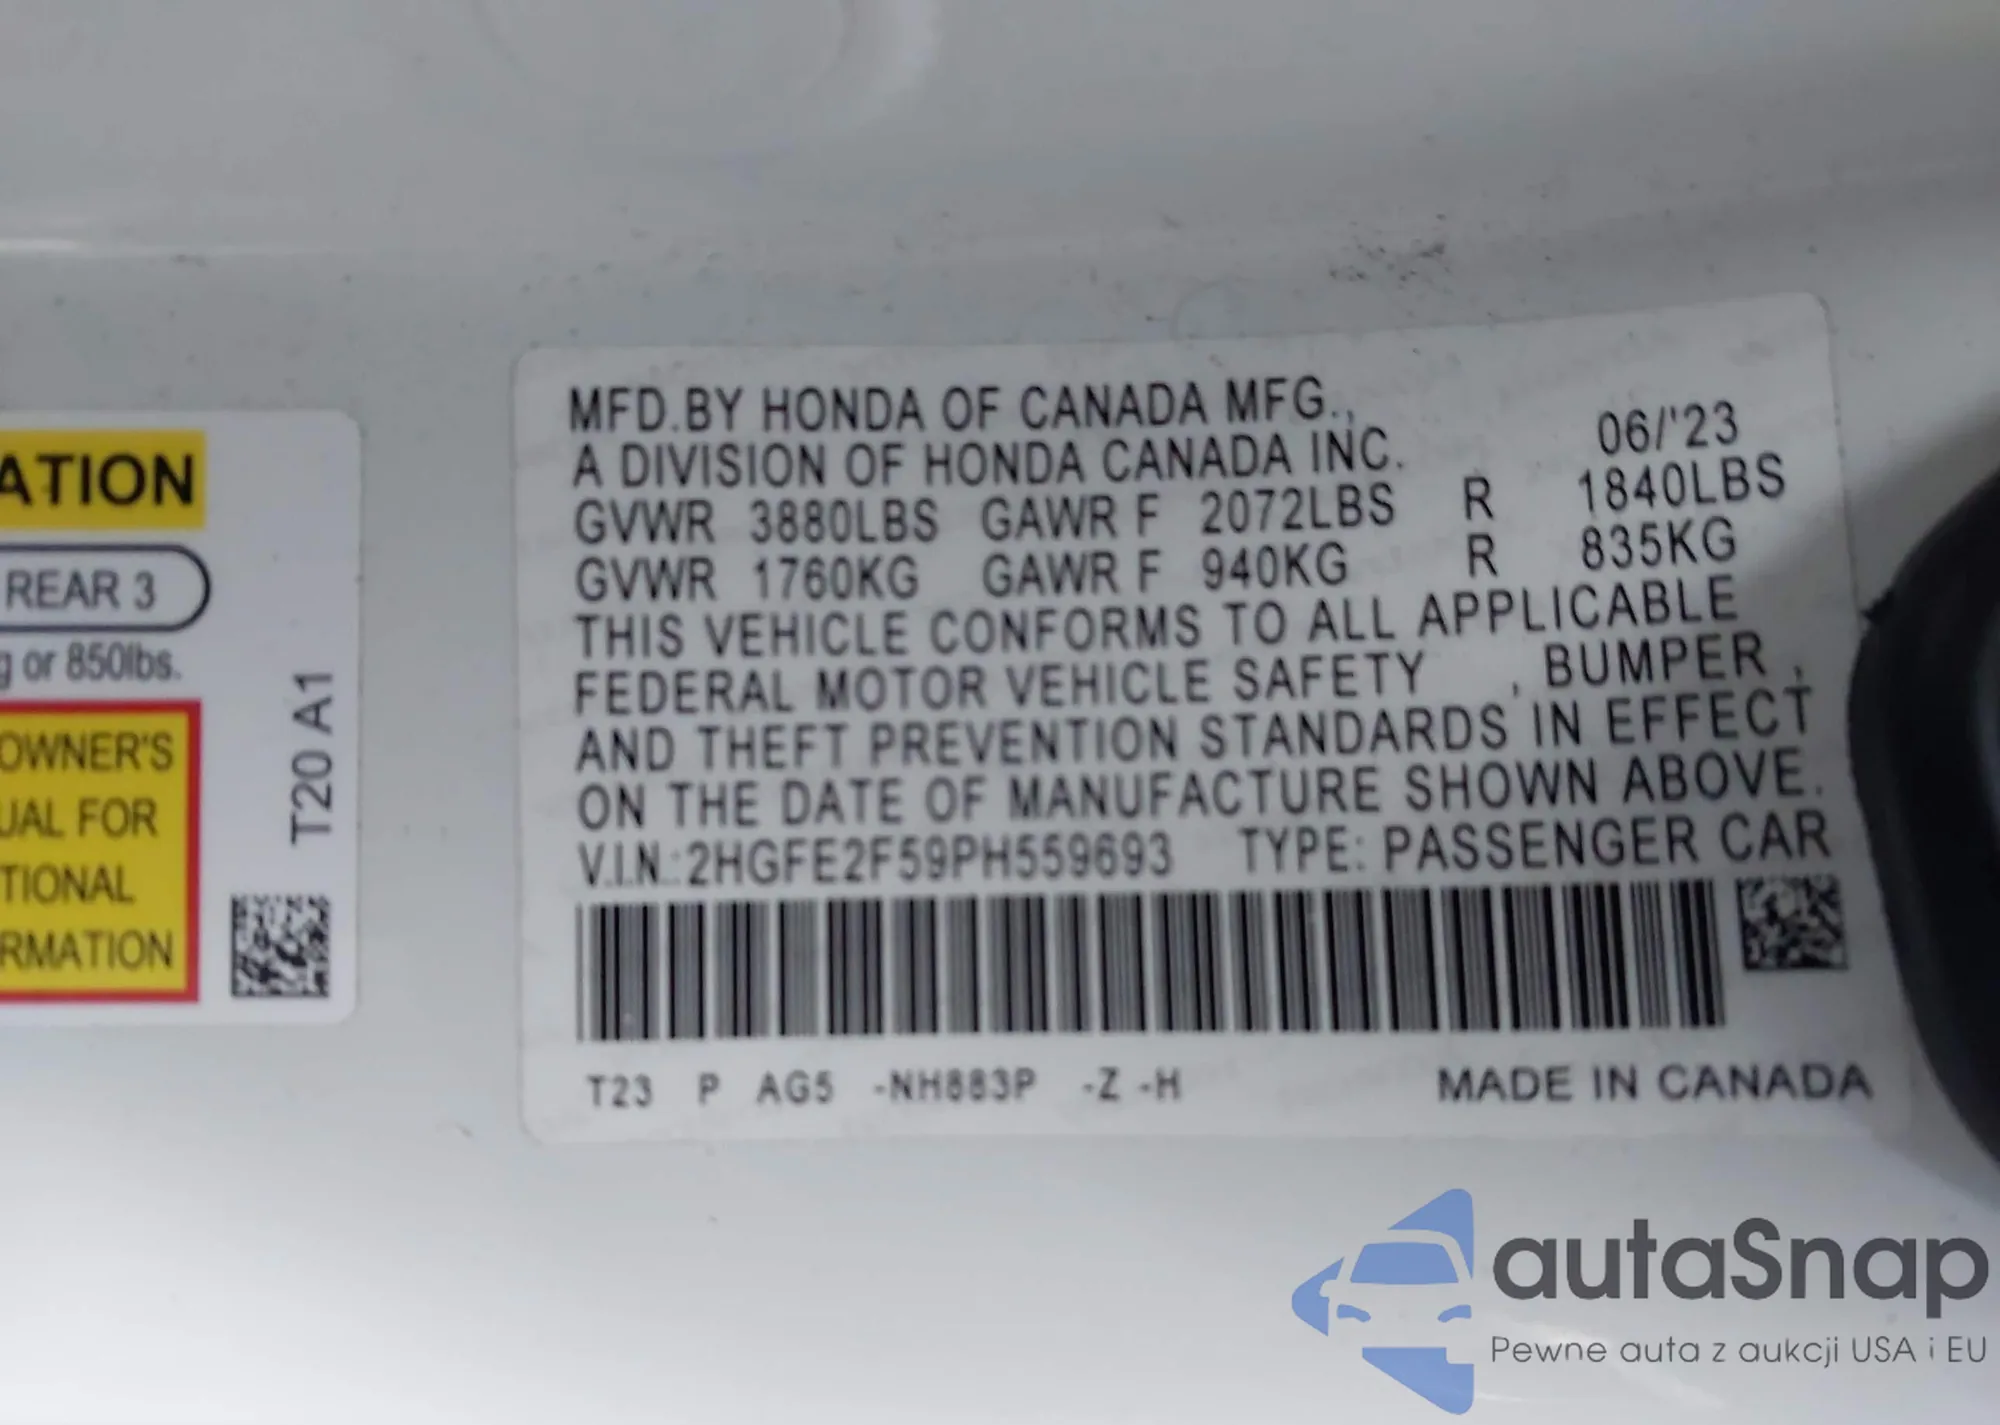 ATION
REAR 3
g or 850lbs.
OWNER'S
UAL FOR
TIONAL
RMATION
T20 A1
MFD.BY HONDA OF CANADA MFG.,
A DIVISION OF HONDA CANADA INC. 06/'23
GVWR 3880LBS GAWR F 2072LBS R 1840LBS
GVWR 1760KG GAWR F 940KG R 835KG
THIS VEHICLE CONFORMS TO ALL APPLICABLE
FEDERAL MOTOR VEHICLE SAFETY , BUMPER ,
AND THEFT PREVENTION STANDARDS IN EFFECT
ON THE DATE OF MANUFACTURE SHOWN ABOVE.
V.I.N.:2HGFE2F59PH559693 TYPE: PASSENGER CAR
T23 P AG5 -NH883P -Z -H MADE IN CANADA
autaSnap
Pewne auta z aukcji USA i EU